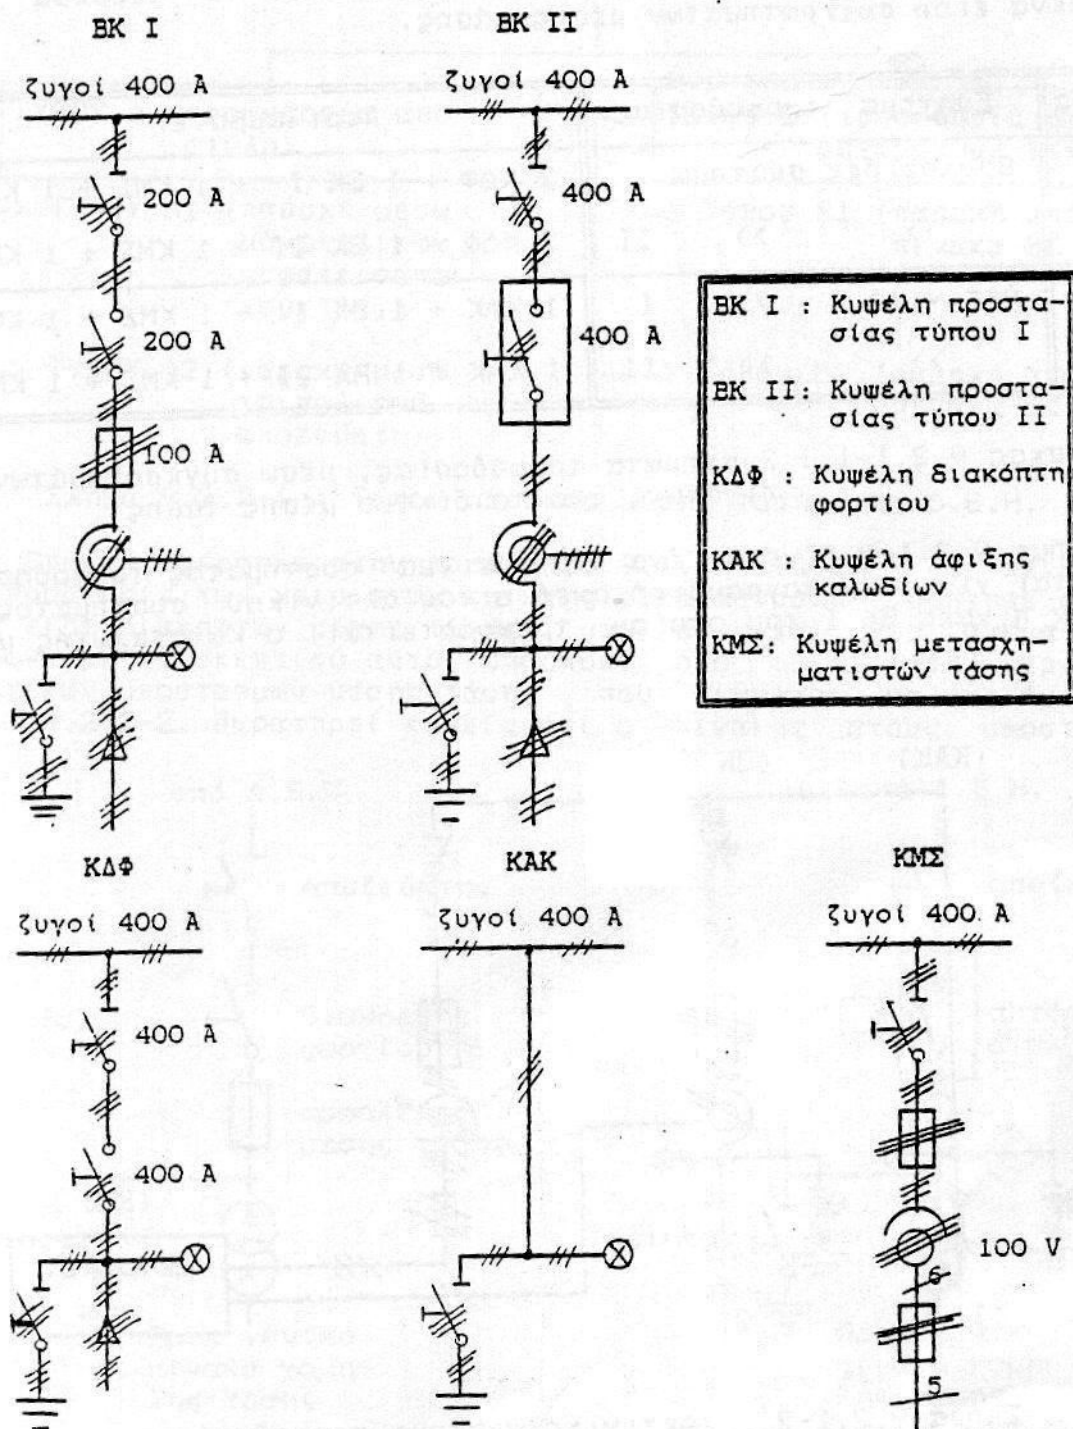 ΒΚ Ι
ΒΚ ΙΙ
ζυγοί 400 Α
ζυγοί 400 Α
200 Α
400 Α
200 Α
400 Α
100 Α
ΒΚ Ι : Κυψέλη προστα-
σίας τύπου Ι
ΒΚ ΙΙ: Κυψέλη προστα-
σίας τύπου ΙΙ
ΚΔΦ : Κυψέλη διακόπτη
φορτίου
ΚΑΚ : Κυψέλη άφιξης
καλωδίων
ΚΜΣ: Κυψέλη μετασχη-
ματιστών τάσης
ΚΔΦ
ΚΑΚ
ΚΜΣ
ζυγοί 400 Α
ζυγοί 400 Α
ζυγοί 400 Α
400 Α
400 Α
100 V
6
5